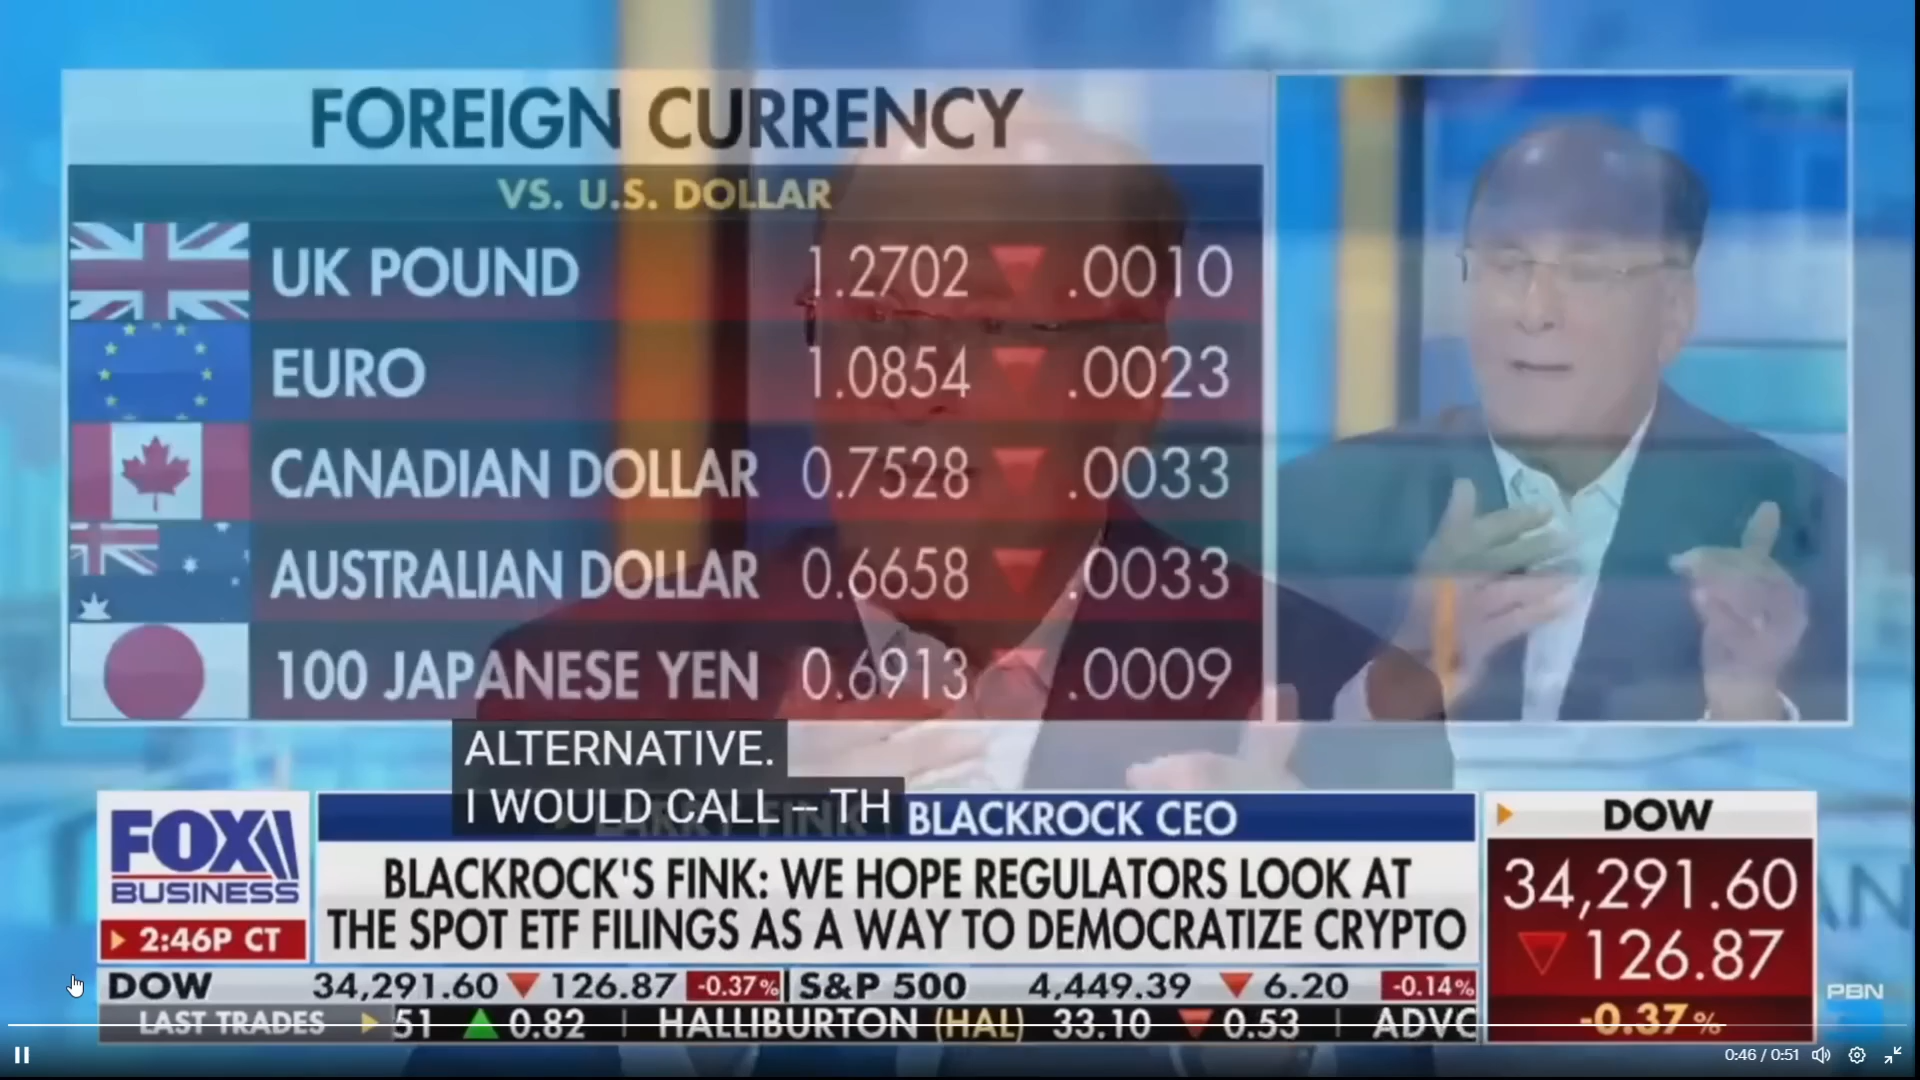 FOREIGN CURRENCY
VS. U.S. DOLLAR
UK POUND 1.2702 ▼ .0010
EURO 1.0854 ▼ .0023
CANADIAN DOLLAR 0.7528 ▼ .0033
AUSTRALIAN DOLLAR 0.6658 ▼ .0033
100 JAPANESE YEN 0.6913 ▼ .0009
ALTERNATIVE.
I WOULD CALL -- TH
LARRY FINK BLACKROCK CEO
BLACKROCK'S FINK: WE HOPE REGULATORS LOOK AT
THE SPOT ETF FILINGS AS A WAY TO DEMOCRATIZE CRYPTO
FOX
BUSINESS
2:46P CT
DOW
34,291.60
▼ 126.87
-0.37%
DOW 34,291.60 ▼ 126.87 -0.37% S&P 500 4,449.39 ▼ 6.20 -0.14%
LAST TRADES 51 ▲ 0.82 | HALLIBURTON (HAL) 33.10 ▼ 0.53 | ADVC
PBN
0:46 / 0:51